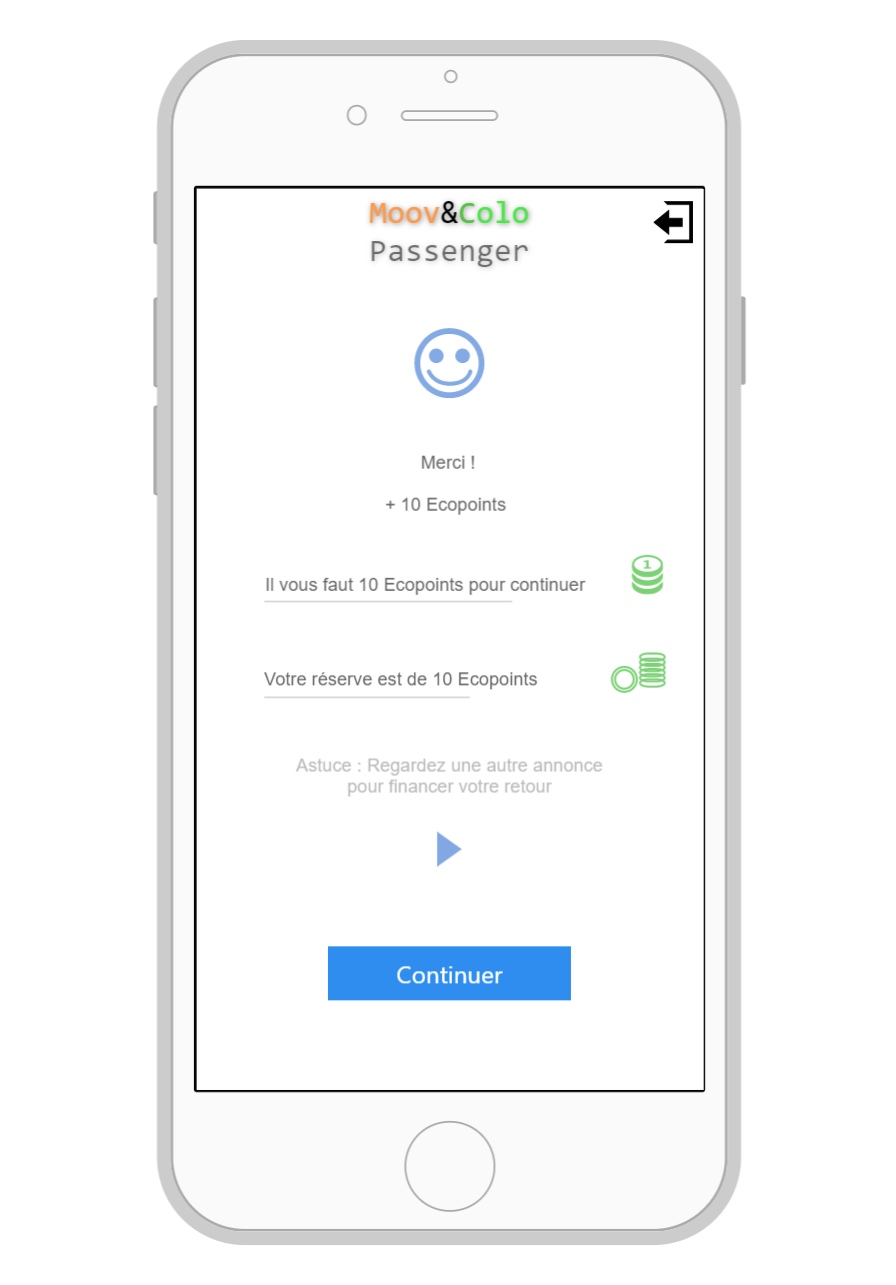 Moov&Colo
Passenger
Merci !
+ 10 Ecopoints
1
Il vous faut 10 Ecopoints pour continuer
Votre réserve est de 10 Ecopoints
Astuce : Regardez une autre annonce
pour financer votre retour
Continuer